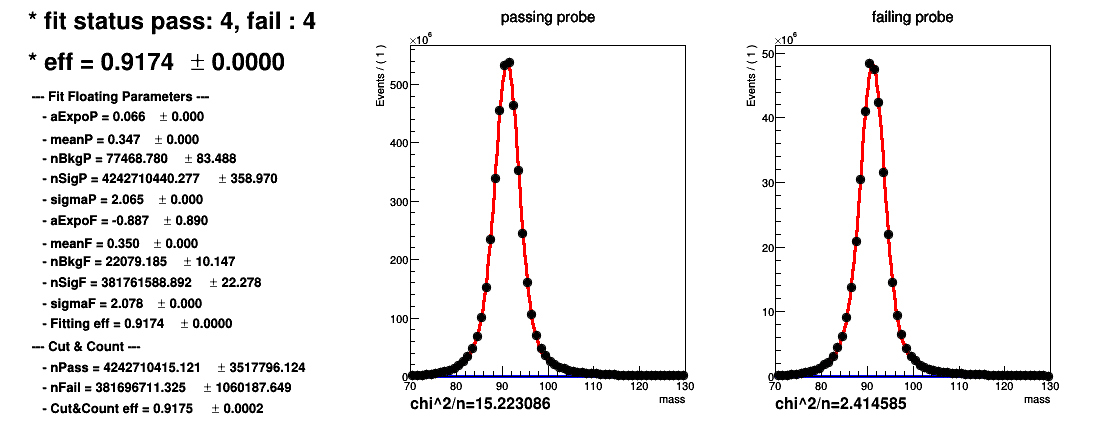 * fit status pass: 4, fail : 4
* eff = 0.9174 ± 0.0000
--- Fit Floating Parameters ---
- aExpoP = 0.066 ± 0.000
- meanP = 0.347 ± 0.000
- nBkgP = 77468.780 ± 83.488
- nSigP = 4242710440.277 ± 358.970
- sigmaP = 2.065 ± 0.000
- aExpoF = -0.887 ± 0.890
- meanF = 0.350 ± 0.000
- nBkgF = 22079.185 ± 10.147
- nSigF = 381761588.892 ± 22.278
- sigmaF = 2.078 ± 0.000
- Fitting eff = 0.9174 ± 0.0000
--- Cut & Count ---
- nPass = 4242710415.121 ± 3517796.124
- nFail = 381696711.325 ± 1060187.649
- Cut&Count eff = 0.9175 ± 0.0002
passing probe
×10⁶
Events / ( 1 )
500
400
300
200
100
0
70 80 90 100 110 120 130
mass
chi^2/n=15.223086
failing probe
×10⁶
Events / ( 1 )
50
40
30
20
10
0
70 80 90 100 110 120 130
mass
chi^2/n=2.414585